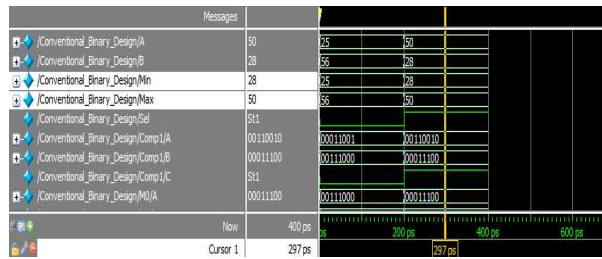 Messages
/Conventional_Binary_Design/A 50 25 50
/Conventional_Binary_Design/B 28 56 28
/Conventional_Binary_Design/Min 28 25 28
/Conventional_Binary_Design/Max 50 56 50
/Conventional_Binary_Design/Sel St1
/Conventional_Binary_Design/Comp1/A 00110010 00011001 00110010
/Conventional_Binary_Design/Comp1/B 00011100 00111000 00011100
/Conventional_Binary_Design/Comp1/C St1
/Conventional_Binary_Design/M0/A 00011100 00111000 00011100
Now 400 ps ps 200 ps 400 ps 600 ps
Cursor 1 297 ps 297 ps